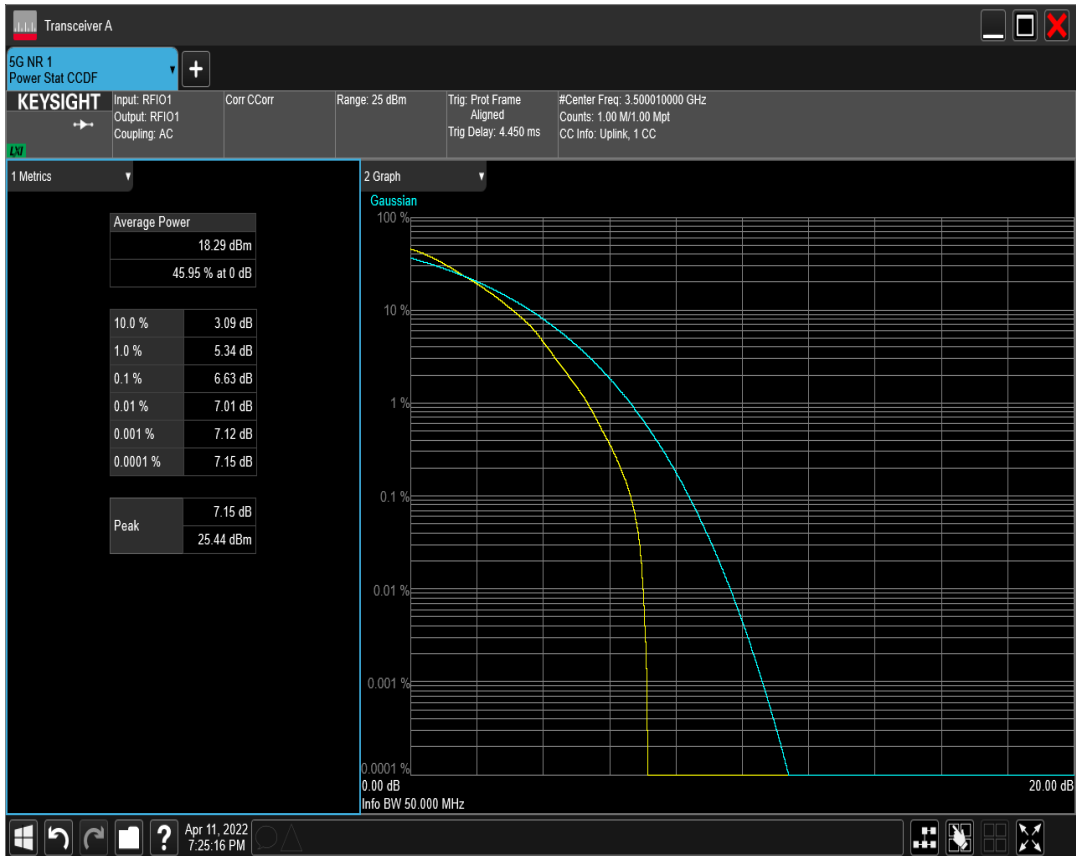 Transceiver A
5G NR 1
Power Stat CCDF
+
KEYSIGHT
LXI
Input: RFIO1
Output: RFIO1
Coupling: AC
Corr CCorr
Range: 25 dBm
Trig: Prot Frame
Aligned
Trig Delay: 4.450 ms
#Center Freq: 3.500010000 GHz
Counts: 1.00 M/1.00 Mpt
CC Info: Uplink, 1 CC
1 Metrics
Average Power
18.29 dBm
45.95 % at 0 dB
10.0 % 3.09 dB
1.0 % 5.34 dB
0.1 % 6.63 dB
0.01 % 7.01 dB
0.001 % 7.12 dB
0.0001 % 7.15 dB
Peak
7.15 dB
25.44 dBm
2 Graph
Gaussian
100 %
10 %
1 %
0.1 %
0.01 %
0.001 %
0.0001 %
0.00 dB 20.00 dB
Info BW 50.000 MHz
?
Apr 11, 2022
7:25:16 PM